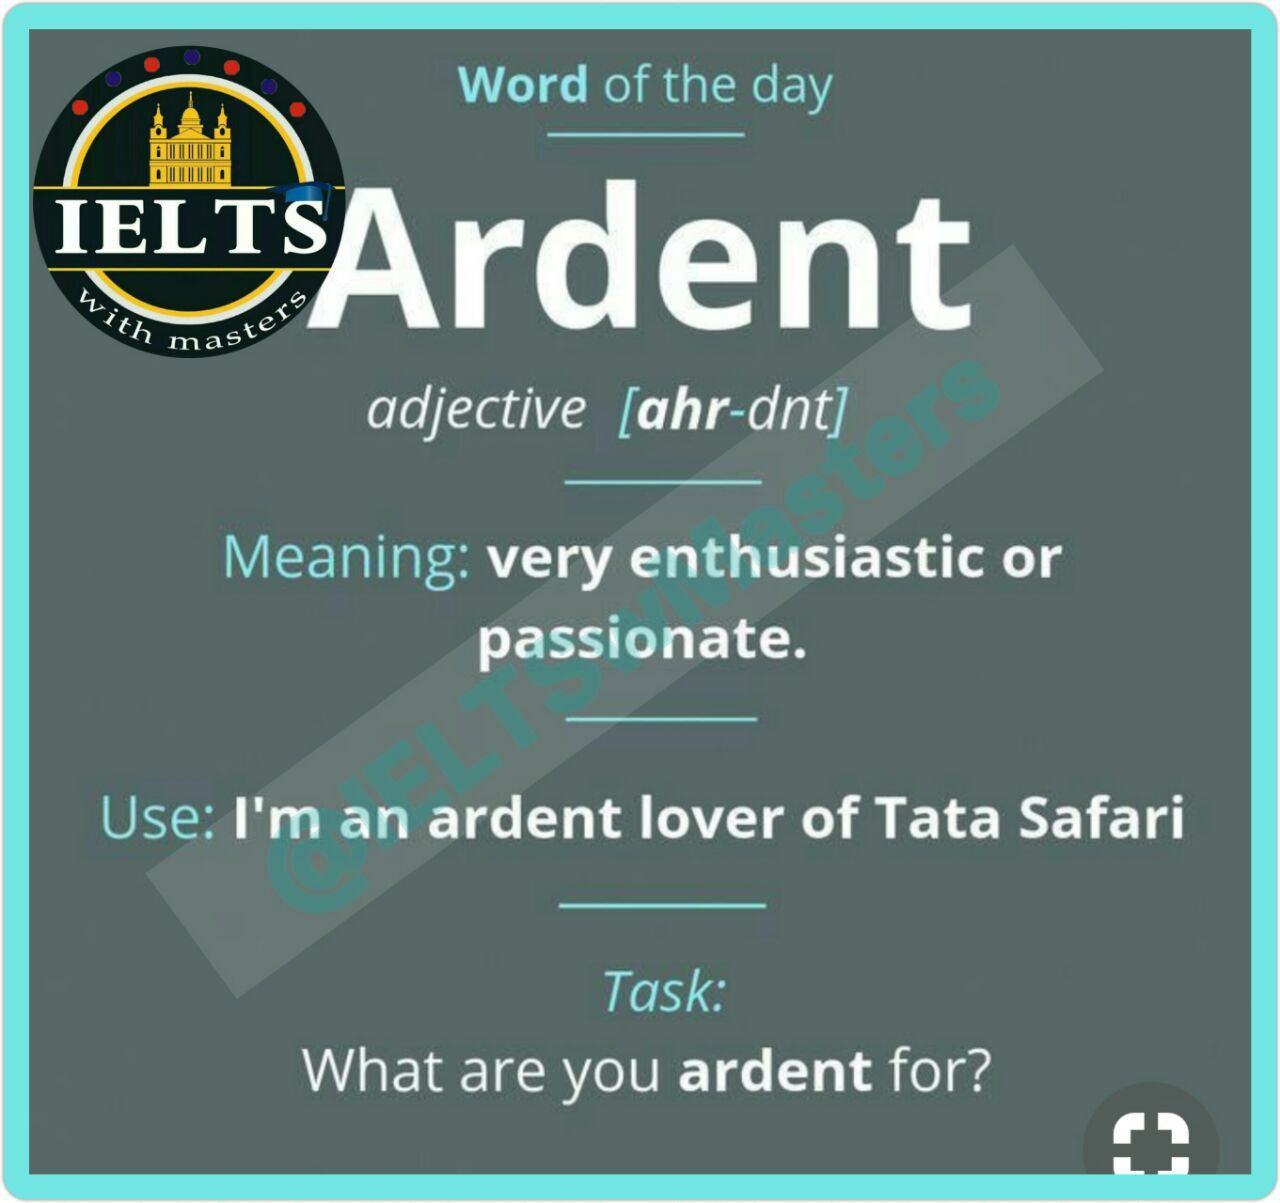 Word of the day
IELTS
with masters
Ardent
adjective [ahr-dnt]
Meaning: very enthusiastic or
passionate.
Use: I'm an ardent lover of Tata Safari
Task:
What are you ardent for?
@IELTSwMasters